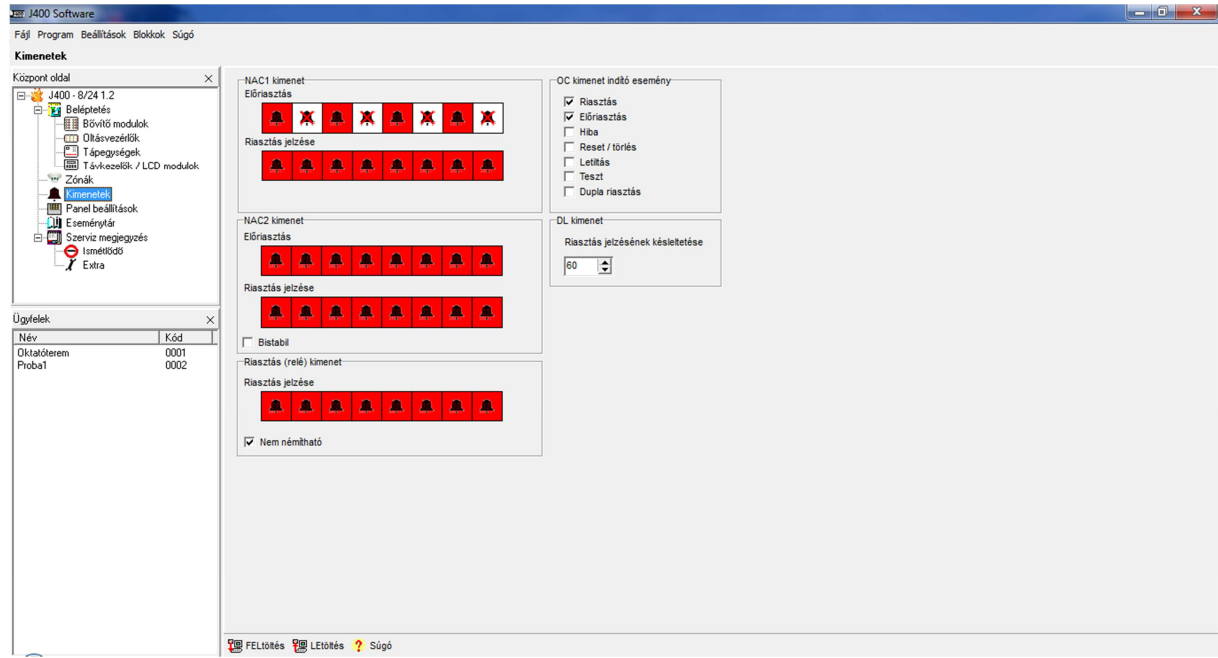 J400 Software
Fájl Program Beállítások Blokkok Súgó
Kimenetek
Központ oldal
J400 - 8/24 1.2
Beléptetés
Bővítő modulok
Oltásvezérlők
Tápegységek
Távkezelők / LCD modulok
Zónák
Kimenetek
Panel beállítások
Eseménytár
Szerviz megjegyzés
Ismétlődő
Extra
Ügyfelek
Név Kód
Oktatóterem 0001
Proba1 0002
NAC1 kimenet
Előriasztás
Riasztás jelzése
NAC2 kimenet
Előriasztás
Riasztás jelzése
Bistabil
Riasztás (relé) kimenet
Riasztás jelzése
Nem némítható
OC kimenet indító esemény
Riasztás
Előriasztás
Hiba
Reset / törlés
Letiltás
Teszt
Dupla riasztás
DL kimenet
Riasztás jelzésének késleltetése
60
FELtöltés LEtöltés ? Súgó